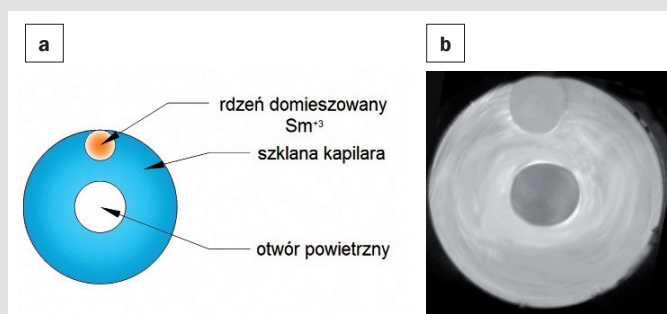 a
b
rdzeń domieszowany
Sm⁺³
szklana kapilara
otwór powietrzny